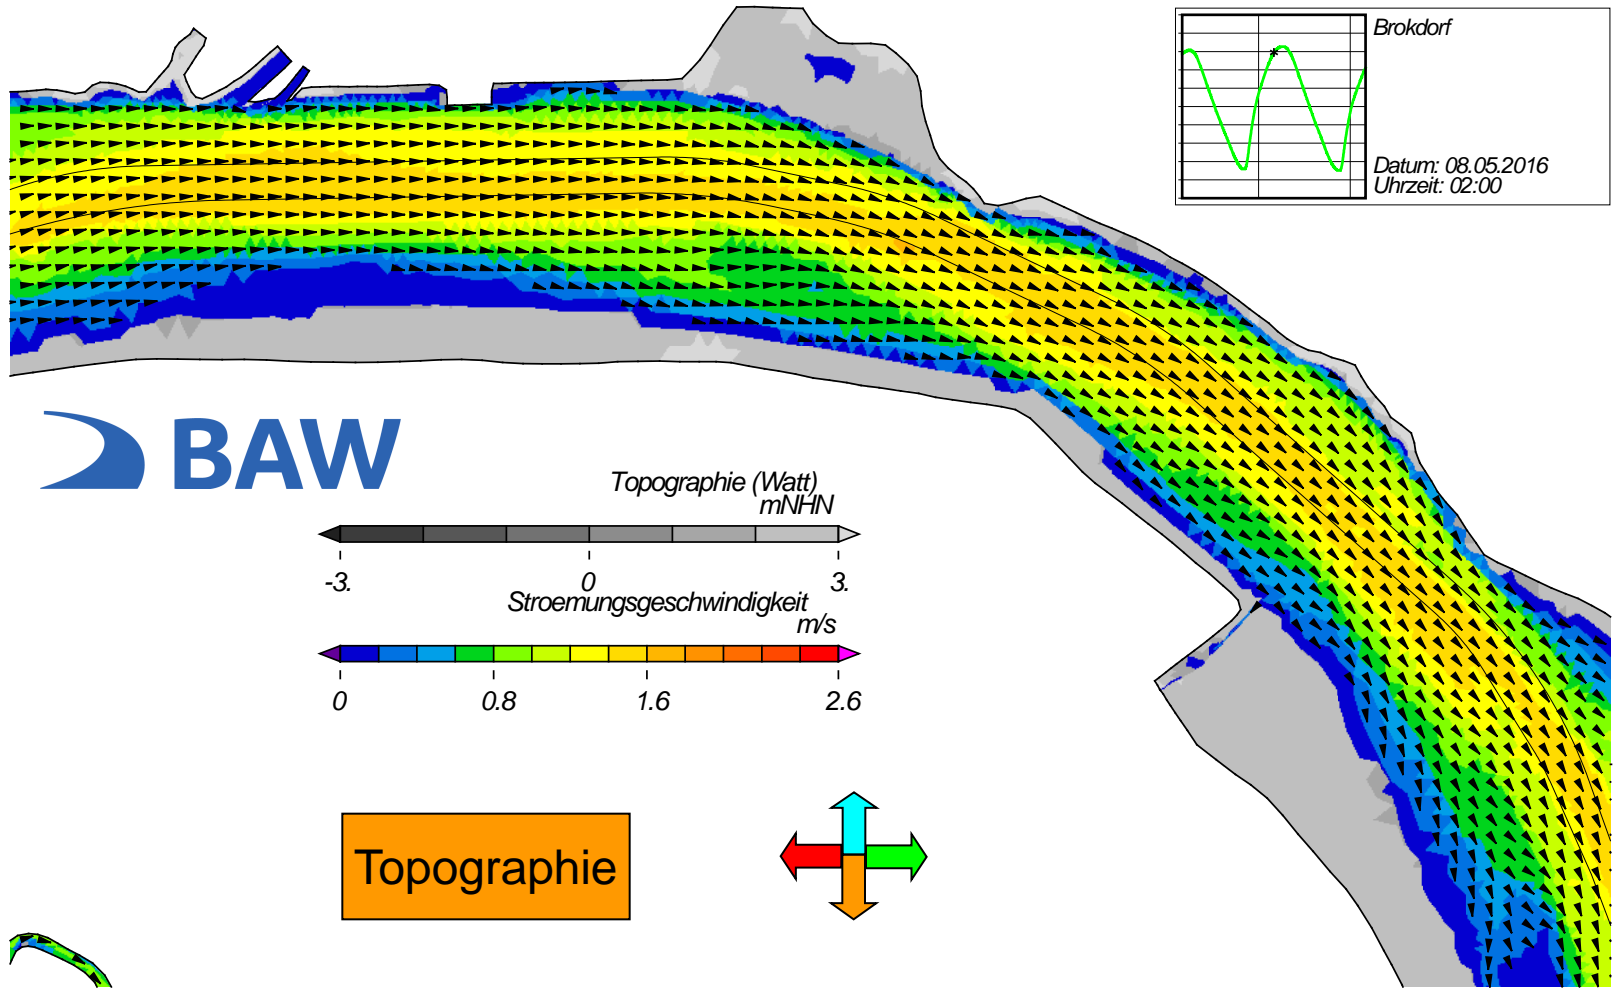 Brokdorf
Datum: 08.05.2016
Uhrzeit: 02:00
BAW
Topographie (Watt)
mNHN
-3. 0 3.
Stroemungsgeschwindigkeit
m/s
0 0.8 1.6 2.6
Topographie